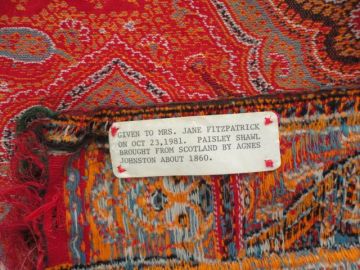 GIVEN TO MRS. JANE FITZPATRICK
ON OCT 23,1981. PAISLEY SHAWL
BROUGHT FROM SCOTLAND BY AGNES
JOHNSTON ABOUT 1860.